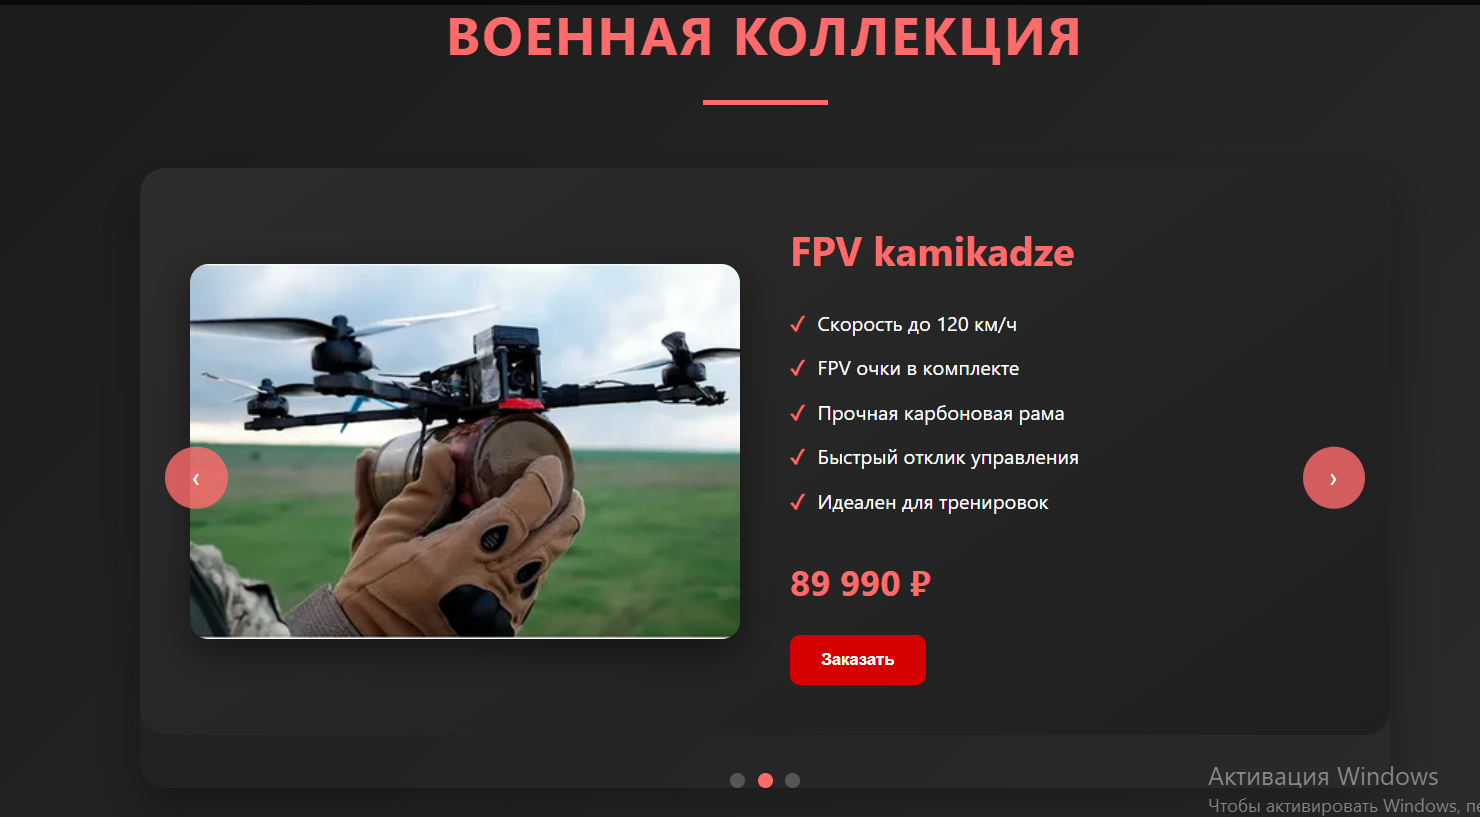 ВОЕННАЯ КОЛЛЕКЦИЯ
FPV kamikadze
✓ Скорость до 120 км/ч
✓ FPV очки в комплекте
✓ Прочная карбоновая рама
✓ Быстрый отклик управления
✓ Идеален для тренировок
89 990 ₽
Заказать
‹
›
Активация Windows
Чтобы активировать Windows,